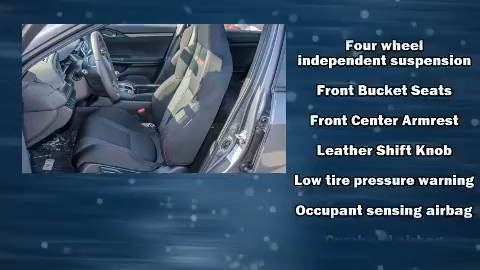 Four wheel
independent suspension
Front Bucket Seats
Front Center Armrest
Leather Shift Knob
Low tire pressure warning
Occupant sensing airbag